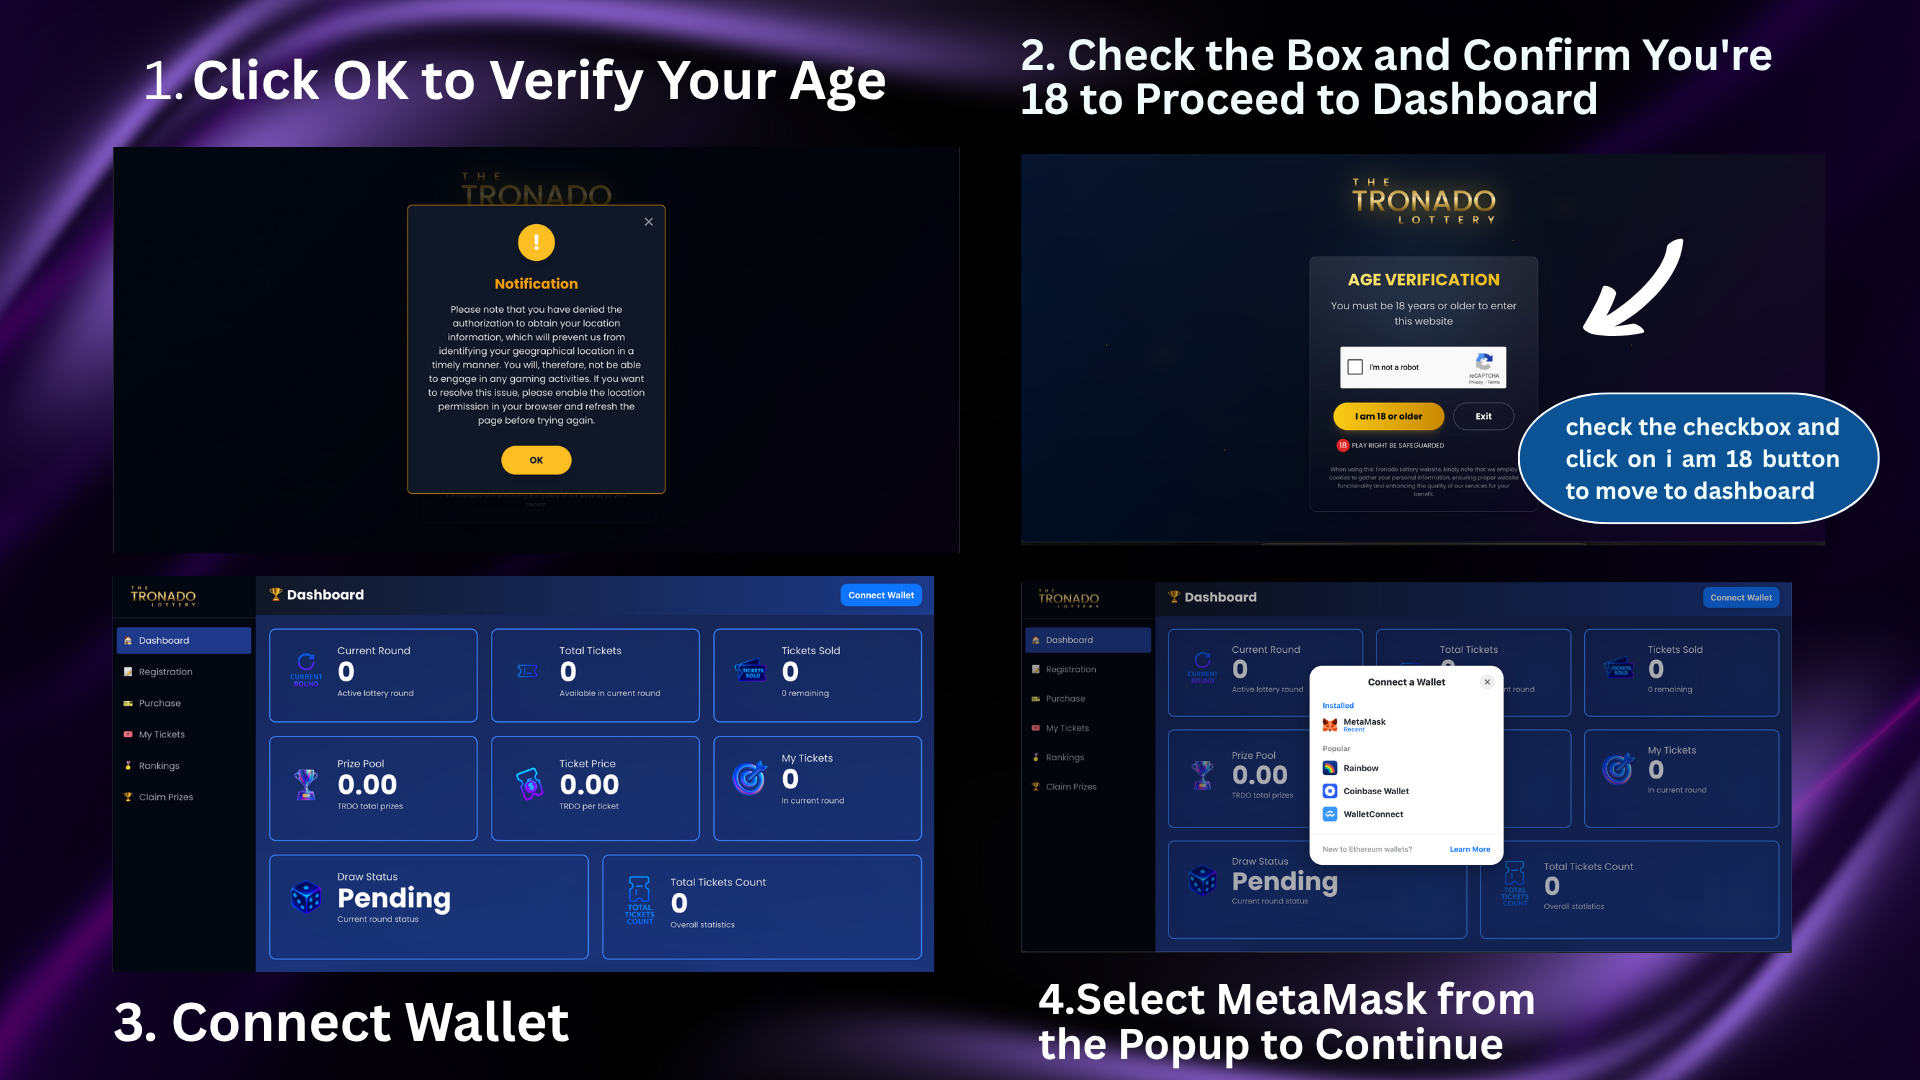 1. Click OK to Verify Your Age
THE
TRONADO
Notification
Please note that you have denied the
authorization to obtain your location
information, which will prevent us from
identifying your geographical location in a
timely manner. You will, therefore, not be able
to engage in any gaming activities. If you want
to resolve this issue, please enable the location
permission in your browser and refresh the
page before trying again.
OK
2. Check the Box and Confirm You're
18 to Proceed to Dashboard
THE
TRONADO
LOTTERY
AGE VERIFICATION
You must be 18 years or older to enter
this website
I'm not a robot
reCAPTCHA
Privacy - Terms
I am 18 or older
Exit
18 PLAY RIGHT BE SAFEGUARDED
When using this Tronado Lottery website, kindly note that we employ
cookies to gather your personal information, ensuring proper website
functionality and enhancing the quality of our services for your
benefit.
check the checkbox and
click on i am 18 button
to move to dashboard
THE
TRONADO
LOTTERY
Dashboard
Connect Wallet
Dashboard
Registration
Purchase
My Tickets
Rankings
Claim Prizes
CURRENT
ROUND
Current Round
0
Active lottery round
Total Tickets
0
Available in current round
TICKETS
SOLD
Tickets Sold
0
0 remaining
Prize Pool
0.00
TRDO total prizes
Ticket Price
0.00
TRDO per ticket
My Tickets
0
In current round
Draw Status
Pending
Current round status
TOTAL
TICKETS
COUNT
Total Tickets Count
0
Overall statistics
3. Connect Wallet
THE
TRONADO
LOTTERY
Dashboard
Connect Wallet
Dashboard
Registration
Purchase
My Tickets
Rankings
Claim Prizes
CURRENT
ROUND
Current Round
0
Active lottery round
Total Tickets
0
round
TICKETS
SOLD
Tickets Sold
0
0 remaining
Prize Pool
0.00
TRDO total prizes
My Tickets
0
In current round
Draw Status
Pending
Current round status
TOTAL
TICKETS
COUNT
Total Tickets Count
0
Overall statistics
Connect a Wallet
Installed
MetaMask
Recent
Popular
Rainbow
Coinbase Wallet
WalletConnect
New to Ethereum wallets?
Learn More
4.Select MetaMask from
the Popup to Continue